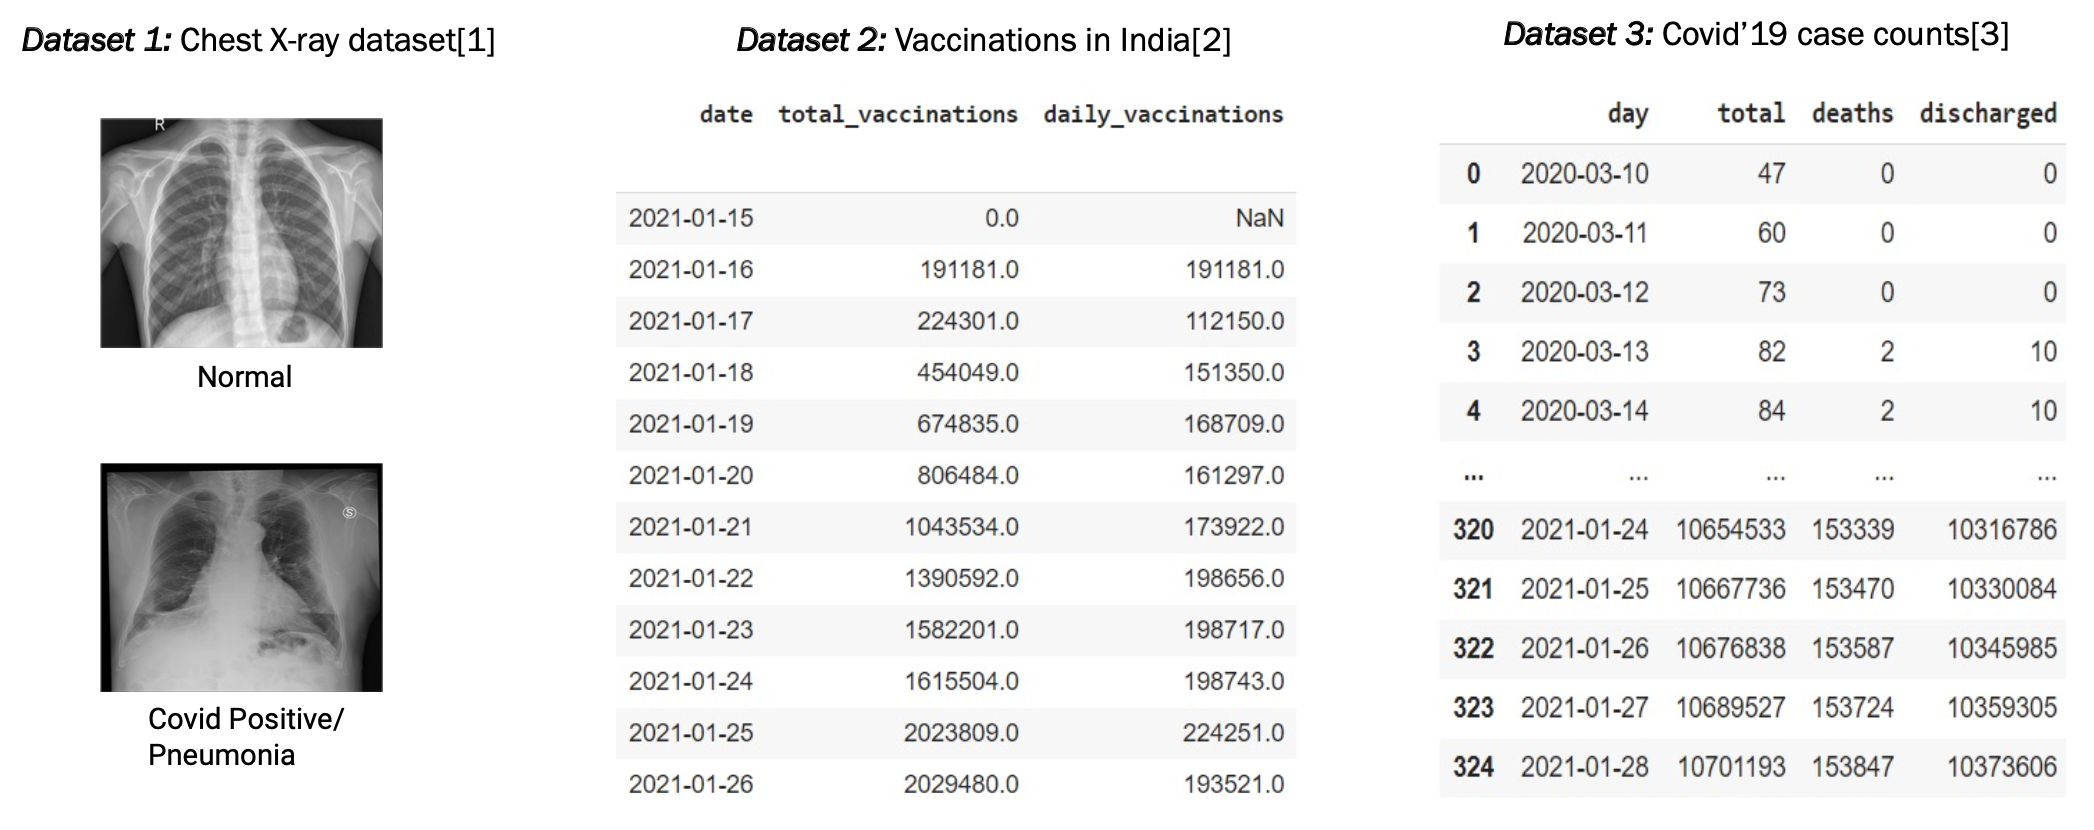 Dataset 1: Chest X-ray dataset[1]
R
Normal
S
Covid Positive/
Pneumonia
Dataset 2: Vaccinations in India[2]
date total_vaccinations daily_vaccinations
2021-01-15 0.0 NaN
2021-01-16 191181.0 191181.0
2021-01-17 224301.0 112150.0
2021-01-18 454049.0 151350.0
2021-01-19 674835.0 168709.0
2021-01-20 806484.0 161297.0
2021-01-21 1043534.0 173922.0
2021-01-22 1390592.0 198656.0
2021-01-23 1582201.0 198717.0
2021-01-24 1615504.0 198743.0
2021-01-25 2023809.0 224251.0
2021-01-26 2029480.0 193521.0
Dataset 3: Covid’19 case counts[3]
day total deaths discharged
0 2020-03-10 47 0 0
1 2020-03-11 60 0 0
2 2020-03-12 73 0 0
3 2020-03-13 82 2 10
4 2020-03-14 84 2 10
... ... ... ... ...
320 2021-01-24 10654533 153339 10316786
321 2021-01-25 10667736 153470 10330084
322 2021-01-26 10676838 153587 10345985
323 2021-01-27 10689527 153724 10359305
324 2021-01-28 10701193 153847 10373606